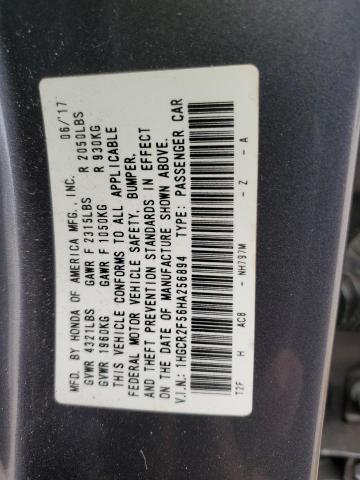 MFD. BY HONDA OF AMERICA MFG., INC. 06/'17
GVWR 4321LBS GAWR F 2315LBS R 2050LBS
GVWR 1960KG GAWR F 1050KG R 930KG
THIS VEHICLE CONFORMS TO ALL APPLICABLE
FEDERAL MOTOR VEHICLE SAFETY, BUMPER,
AND THEFT PREVENTION STANDARDS IN EFFECT
ON THE DATE OF MANUFACTURE SHOWN ABOVE.
V.I.N.: 1HGCR2F56HA256894 TYPE: PASSENGER CAR
T2F H AC8 - NH797M - Z - A